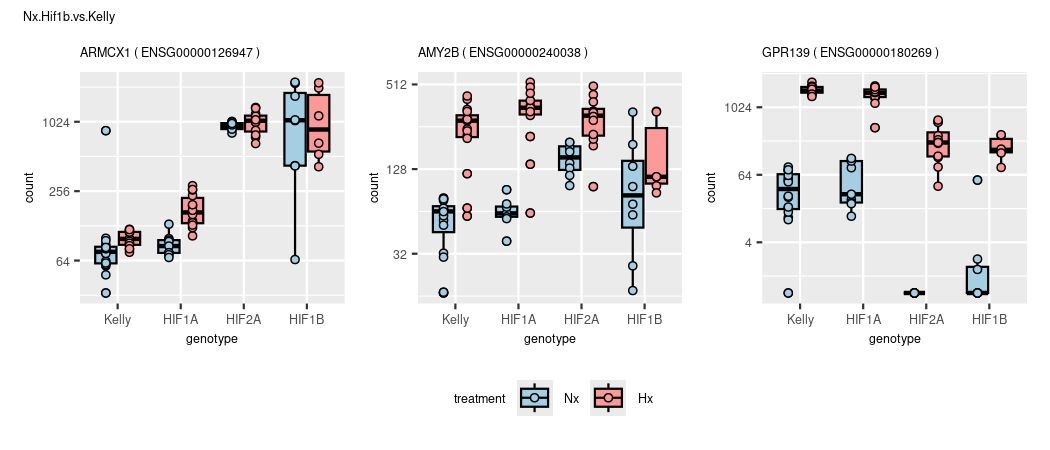 Nx.Hif1b.vs.Kelly
ARMCX1 ( ENSG00000126947 )
AMY2B ( ENSG00000240038 )
GPR139 ( ENSG00000180269 )
count
1024
256
64
Kelly HIF1A HIF2A HIF1B
genotype
count
512
128
32
Kelly HIF1A HIF2A HIF1B
genotype
count
1024
64
4
Kelly HIF1A HIF2A HIF1B
genotype
treatment Nx Hx